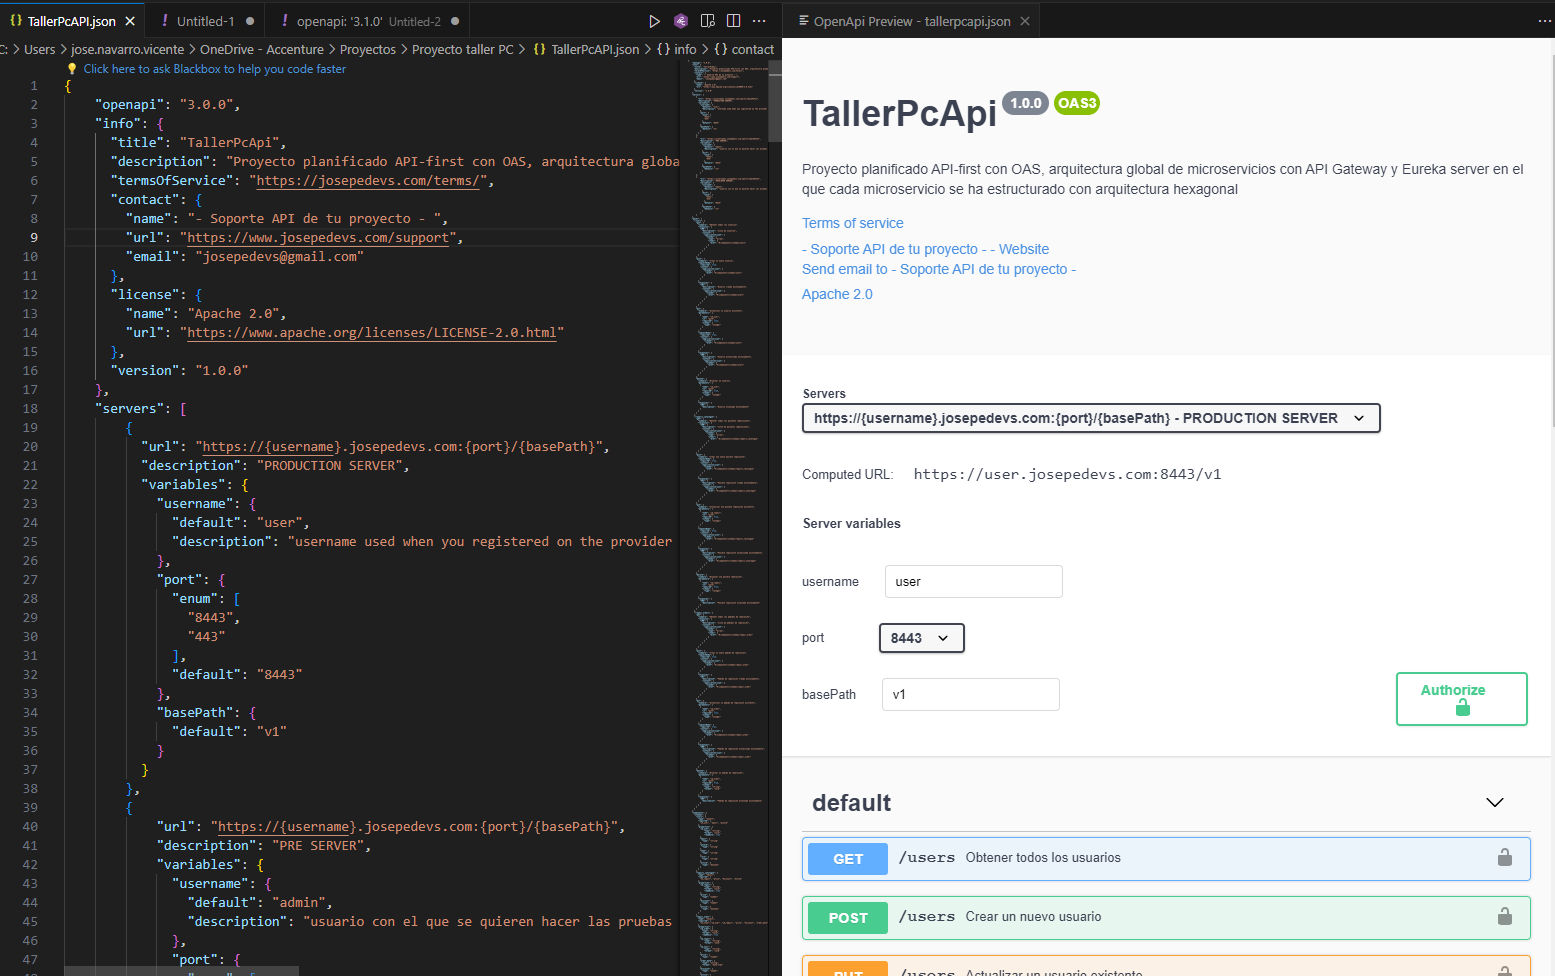 {} TallerPcAPI.json ×
! Untitled-1 ●
! openapi: '3.1.0' Untitled-2 ●
OpenApi Preview - tallerpcapi.json ×
C: > Users > jose.navarro.vicente > OneDrive - Accenture > Proyectos > Proyecto taller PC > {} TallerPcAPI.json > {} info > {} contact
Click here to ask Blackbox to help you code faster
1 {
2 "openapi": "3.0.0",
3 "info": {
4 "title": "TallerPcApi",
5 "description": "Proyecto planificado API-first con OAS, arquitectura globa
6 "termsOfService": "https://josepedevs.com/terms/",
7 "contact": {
8 "name": "- Soporte API de tu proyecto - ",
9 "url": "https://www.josepedevs.com/support",
10 "email": "josepedevs@gmail.com"
11 },
12 "license": {
13 "name": "Apache 2.0",
14 "url": "https://www.apache.org/licenses/LICENSE-2.0.html"
15 },
16 "version": "1.0.0"
17 },
18 "servers": [
19 {
20 "url": "https://{username}.josepedevs.com:{port}/{basePath}",
21 "description": "PRODUCTION SERVER",
22 "variables": {
23 "username": {
24 "default": "user",
25 "description": "username used when you registered on the provider
26 },
27 "port": {
28 "enum": [
29 "8443",
30 "443"
31 ],
32 "default": "8443"
33 },
34 "basePath": {
35 "default": "v1"
36 }
37 }
38 },
39 {
40 "url": "https://{username}.josepedevs.com:{port}/{basePath}",
41 "description": "PRE SERVER",
42 "variables": {
43 "username": {
44 "default": "admin",
45 "description": "usuario con el que se quieren hacer las pruebas
46 },
47 "port": {
TallerPcApi 1.0.0 OAS3
Proyecto planificado API-first con OAS, arquitectura global de microservicios con API Gateway y Eureka server en el
que cada microservicio se ha estructurado con arquitectura hexagonal
Terms of service
- Soporte API de tu proyecto - - Website
Send email to - Soporte API de tu proyecto -
Apache 2.0
Servers
https://{username}.josepedevs.com:{port}/{basePath} - PRODUCTION SERVER
Computed URL: https://user.josepedevs.com:8443/v1
Server variables
username user
port 8443
basePath v1
Authorize
default
GET /users Obtener todos los usuarios
POST /users Crear un nuevo usuario
PUT /users Actualizar un usuario existente